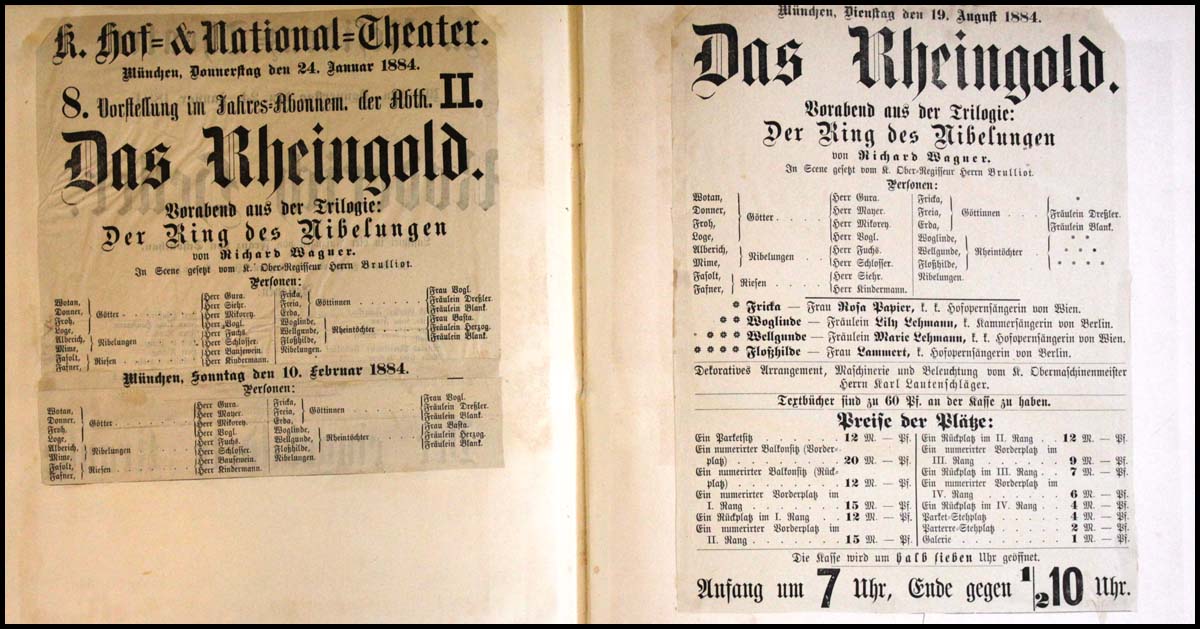 K. Hof= & National=Theater.
München, Donnerstag den 24. Januar 1884.
8. Vorstellung im Jahres=Abonnem. der Abth. II.
Das Rheingold.
Vorabend aus der Trilogie:
Der Ring des Nibelungen
von Richard Wagner.
In Scene gesetzt vom K. Ober=Regisseur Herrn Brulliot.
Personen:
Wotan, Herr Gura. Fricka, Frau Vogl.
Donner, Götter Herr Siehr. Freia, Göttinnen Fräulein Dreßler.
Froh, Herr Mikorey. Erda, Fräulein Blank.
Loge, Herr Vogl. Woglinde, Frau Basta.
Alberich, Nibelungen Herr Fuchs. Wellgunde, Rheintöchter Fräulein Herzog.
Mime, Herr Schlosser. Floßhilde, Fräulein Blank.
Fasolt, Riesen Herr Bausewein. Nibelungen.
Fafner, Herr Kindermann.
München, Sonntag den 10. Februar 1884.
Personen:
Wotan, Herr Gura. Fricka, Frau Vogl.
Donner, Götter Herr Mayer. Freia, Göttinnen Fräulein Dreßler.
Froh, Herr Mikorey. Erda, Fräulein Blank.
Loge, Herr Vogl. Woglinde, Frau Basta.
Alberich, Nibelungen Herr Fuchs. Wellgunde, Rheintöchter Fräulein Herzog.
Mime, Herr Schlosser. Floßhilde, Fräulein Blank.
Fasolt, Riesen Herr Bausewein. Nibelungen.
Fafner, Herr Kindermann.
München, Dienstag den 19. August 1884.
Das Rheingold.
Vorabend aus der Trilogie:
Der Ring des Nibelungen
von Richard Wagner.
In Scene gesetzt vom K. Ober=Regisseur Herrn Brulliot.
Personen:
Wotan, Herr Gura. Fricka, *
Donner, Götter Herr Mayer. Freia, Göttinnen Fräulein Dreßler.
Froh, Herr Mikorey. Erda, Fräulein Blank.
Loge, Herr Vogl. Woglinde, * *
Alberich, Nibelungen Herr Fuchs. Wellgunde, Rheintöchter * * *
Mime, Herr Schlosser. Floßhilde, * * * *
Fasolt, Riesen Herr Siehr. Nibelungen.
Fafner, Herr Kindermann.
* Fricka — Frau Rosa Papier, k. k. Hofopernsängerin von Wien.
* * Woglinde — Fräulein Lily Lehmann, k. Kammersängerin von Berlin.
* * * Wellgunde — Fräulein Marie Lehmann, k. k. Hofopernsängerin von Wien.
* * * * Floßhilde — Frau Lammert, k. Hofopernsängerin von Berlin.
Dekoratives Arrangement, Maschinerie und Beleuchtung vom K. Obermaschinenmeister
Herrn Karl Lautenschläger.
Textbücher sind zu 60 Pf. an der Kasse zu haben.
Preise der Plätze:
Ein Parketsitz 12 M. — Pf.
Ein numerirter Balkonsitz (Vorder=
platz) 20 M. — Pf.
Ein numerirter Balkonsitz (Rück=
platz) 12 M. — Pf.
Ein numerirter Vorderplatz im
I. Rang 15 M. — Pf.
Ein Rückplatz im I. Rang 12 M. — Pf.
Ein numerirter Vorderplatz im
II. Rang 15 M. — Pf.
Ein Rückplatz im II. Rang 12 M. — Pf.
Ein numerirter Vorderplatz im
III. Rang 9 M. — Pf.
Ein Rückplatz im III. Rang 7 M. — Pf.
Ein numerirter Vorderplatz im
IV. Rang 6 M. — Pf.
Ein Rückplatz im IV. Rang 4 M. — Pf.
Parket=Stehplatz 4 M. — Pf.
Parterre=Stehplatz 2 M. — Pf.
Galerie 1 M. — Pf.
Die Kasse wird um halb sieben Uhr geöffnet.
Anfang um 7 Uhr, Ende gegen 1/2 10 Uhr.